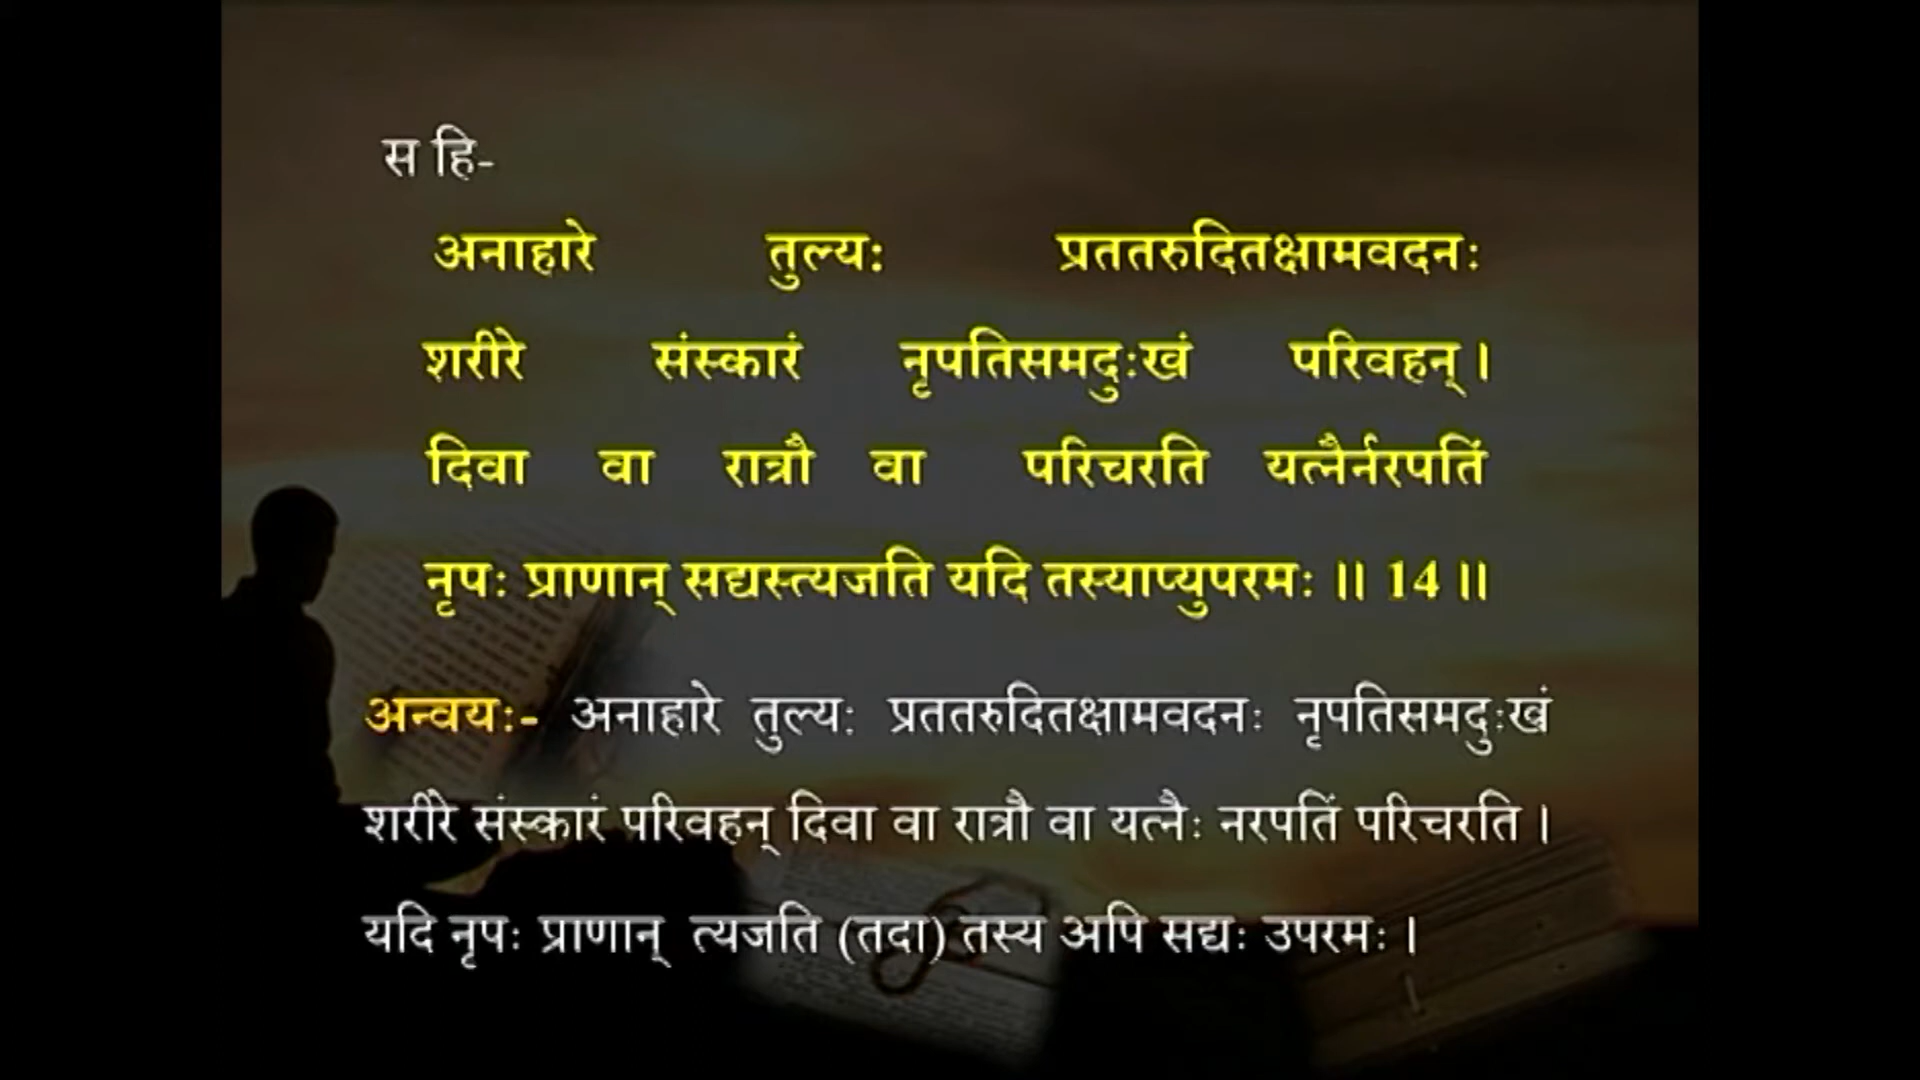 स हि-
अनाहारे तुल्यः प्रततरुदितक्षामवदनः
शरीरे संस्कारं नृपतिसमदुःखं परिवहन् ।
दिवा वा रात्रौ वा परिचरति यत्नैर्नरपतिं
नृपः प्राणान् सद्यस्त्यजति यदि तस्याप्युपरमः ॥ 14 ॥
अन्वयः- अनाहारे तुल्यः प्रततरुदितक्षामवदनः नृपतिसमदुःखं
शरीरे संस्कारं परिवहन् दिवा वा रात्रौ वा यत्नैः नरपतिं परिचरति ।
यदि नृपः प्राणान् त्यजति (तदा) तस्य अपि सद्यः उपरमः ।